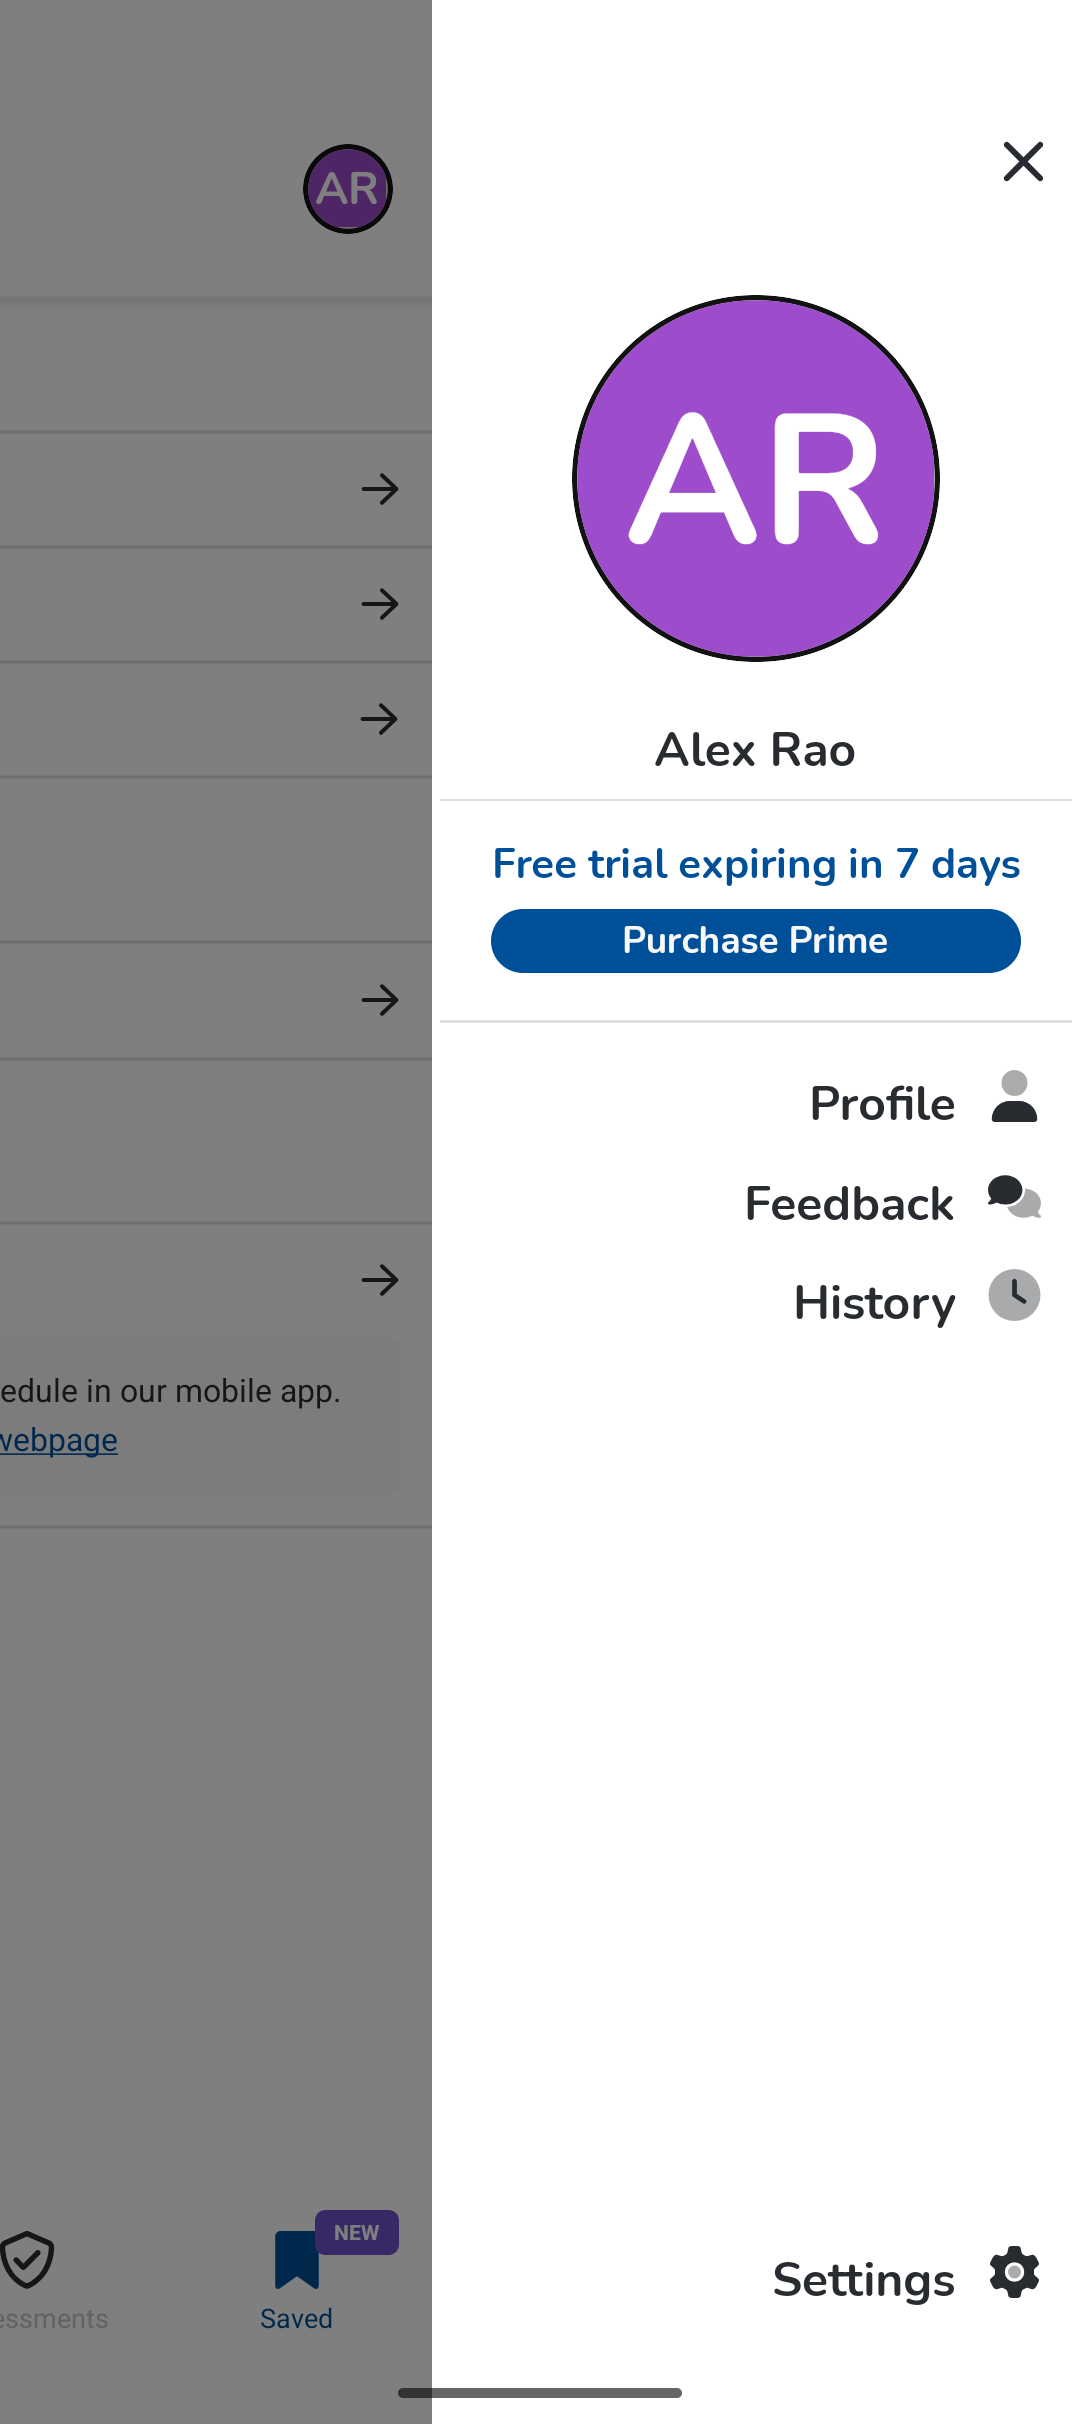 AR
AR
Alex Rao
Free trial expiring in 7 days
Purchase Prime
Profile
Feedback
History
edule in our mobile app.
webpage
NEW
essments
Saved
Settings